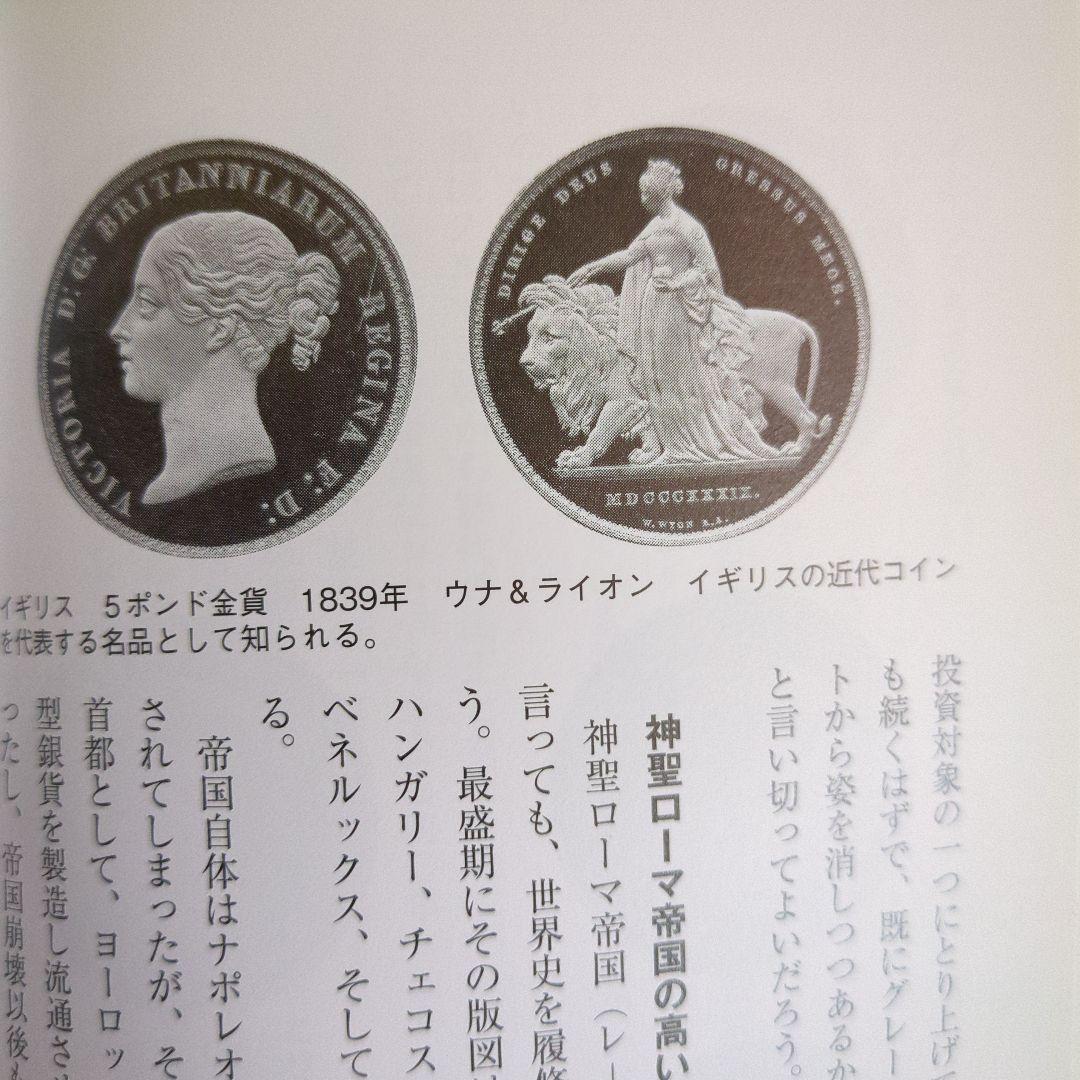 VICTORIA D: G: BRITANNIARUM REGINA F: D:
DIRIGE DEUS GRESSUS MEOS.
MDCCCXXXIX.
W. WYON R.A.
イギリス　5ポンド金貨　1839年　ウナ＆ライオン　イギリスの近代コイン
を代表する名品として知られる。
投資対象の一つにとり上げて
も続くはずで、既にグレー
トから姿を消しつつあるか
と言い切ってよいだろう。
神聖ローマ帝国の高い
神聖ローマ帝国（レー
言っても、世界史を履修
う。最盛期にその版図は
ハンガリー、チェコス
ベネルックス、そして
る。
帝国自体はナポレオ
されてしまったが、そ
首都として、ヨーロッ
型銀貨を製造し流通させ
ったし、帝国崩壊以後も